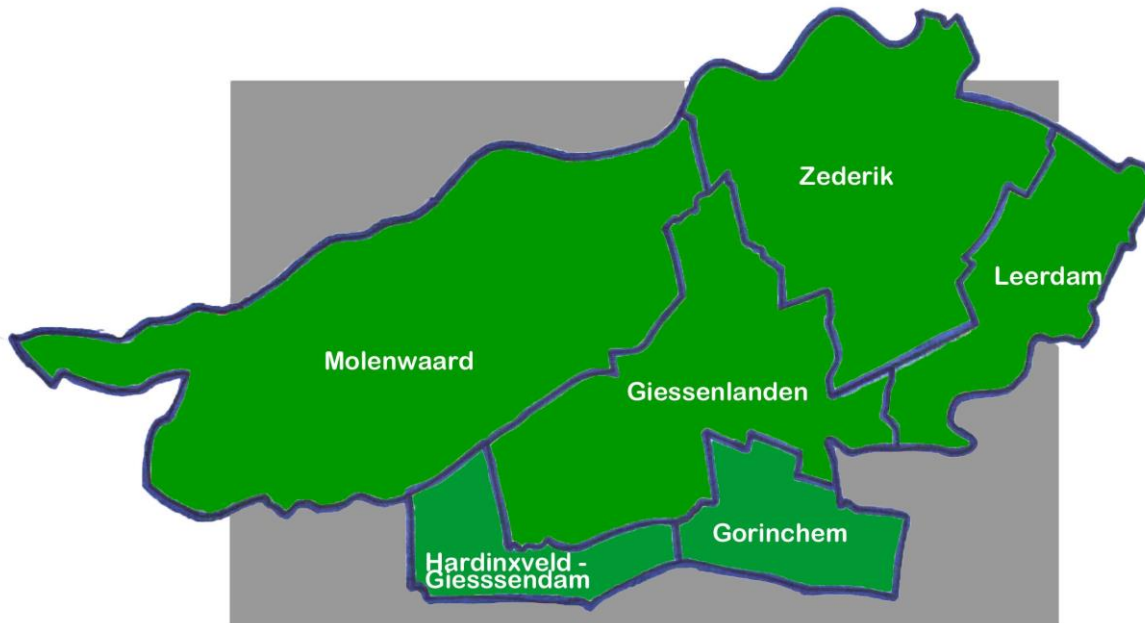 Zederik
Leerdam
Molenwaard
Giessenlanden
Gorinchem
Hardinxveld -
Giesssendam